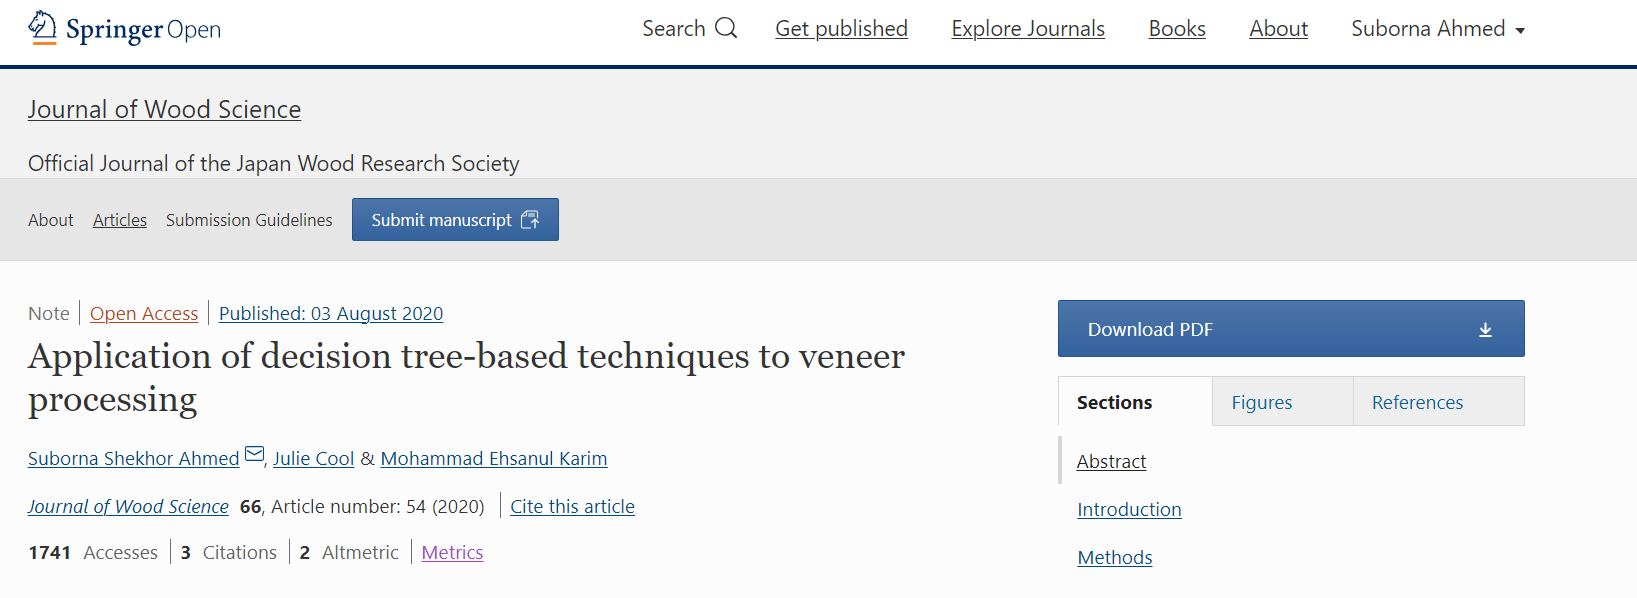 Springer Open
Search Get published Explore Journals Books About Suborna Ahmed
Journal of Wood Science
Official Journal of the Japan Wood Research Society
About Articles Submission Guidelines Submit manuscript
Note Open Access Published: 03 August 2020
Application of decision tree-based techniques to veneer
processing
Suborna Shekhor Ahmed, Julie Cool & Mohammad Ehsanul Karim
Journal of Wood Science 66, Article number: 54 (2020) Cite this article
1741 Accesses 3 Citations 2 Altmetric Metrics
Download PDF
Sections Figures References
Abstract
Introduction
Methods